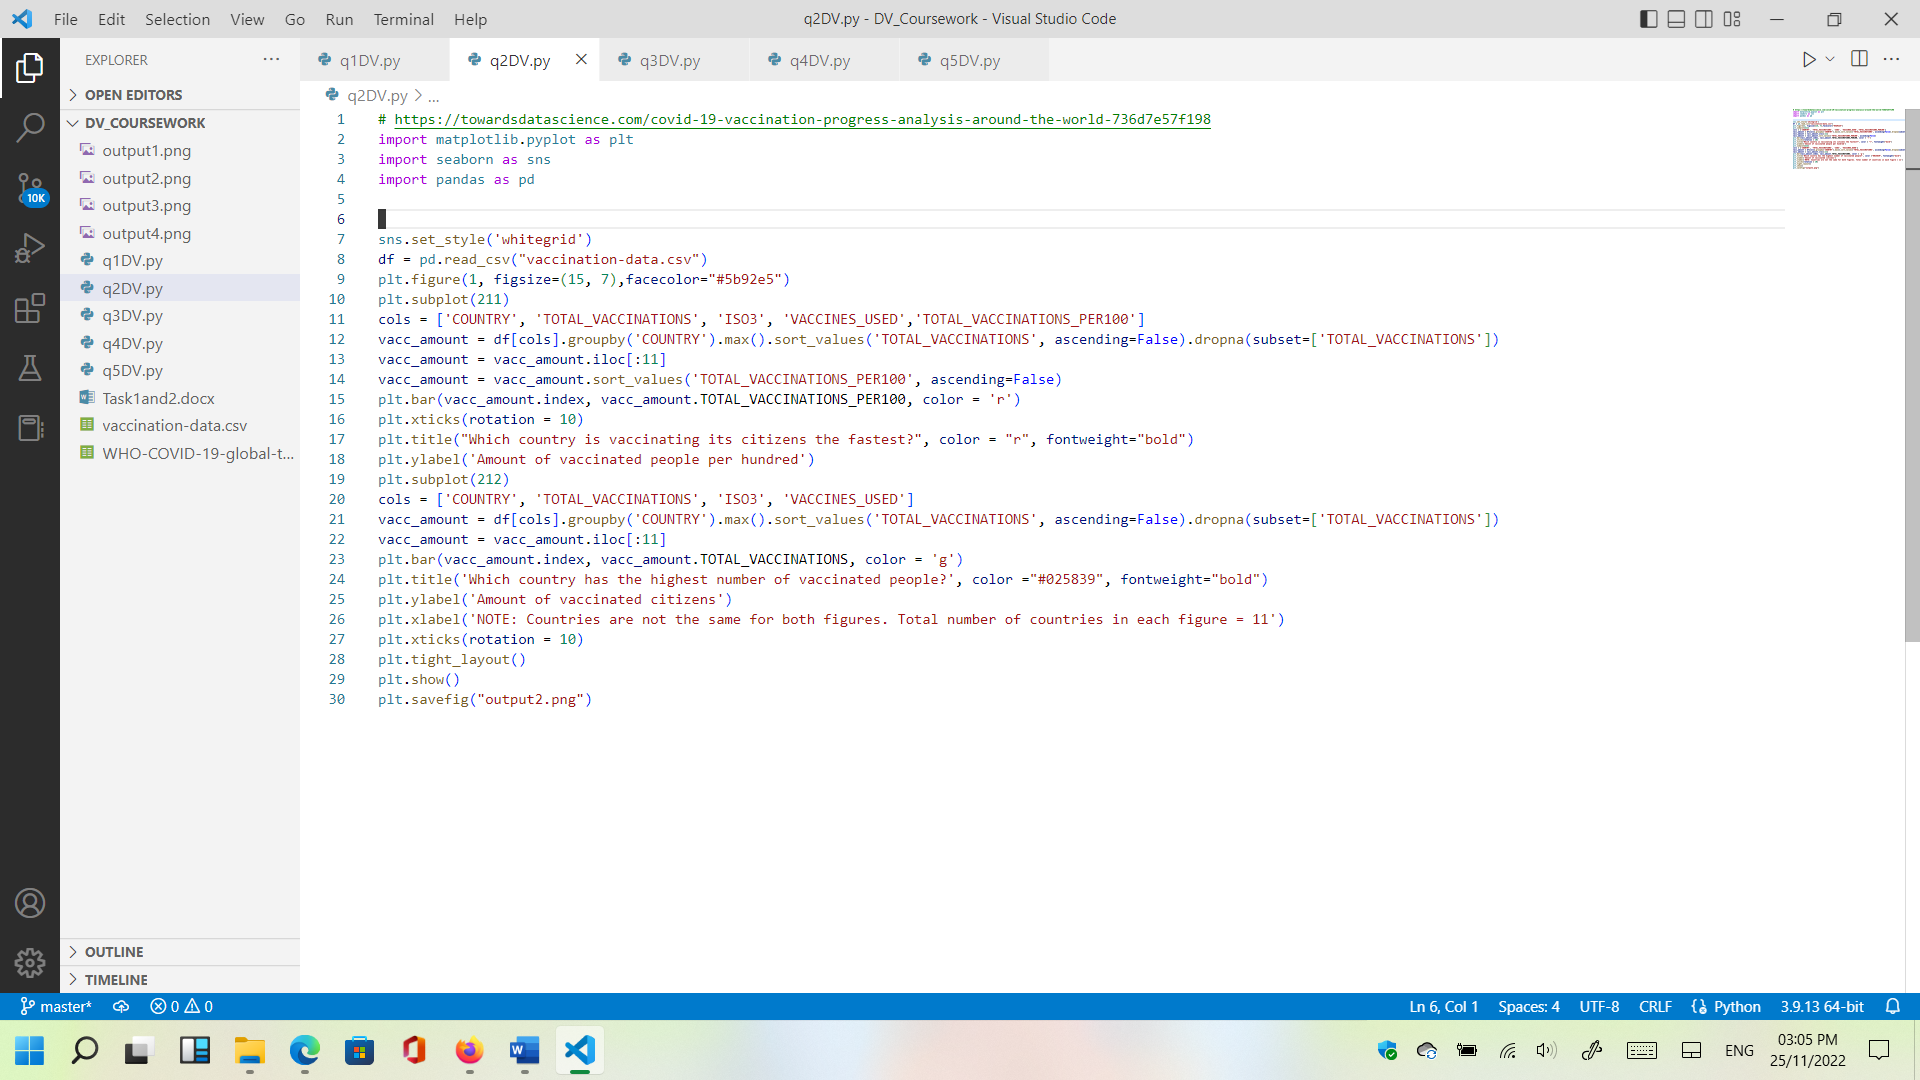 File Edit Selection View Go Run Terminal Help
q2DV.py - DV_Coursework - Visual Studio Code
EXPLORER
OPEN EDITORS
DV_COURSEWORK
output1.png
output2.png
output3.png
output4.png
q1DV.py
q2DV.py
q3DV.py
q4DV.py
q5DV.py
Task1and2.docx
vaccination-data.csv
WHO-COVID-19-global-t...
OUTLINE
TIMELINE
10K
q1DV.py q2DV.py q3DV.py q4DV.py q5DV.py
q2DV.py > ...
1 # https://towardsdatascience.com/covid-19-vaccination-progress-analysis-around-the-world-736d7e57f198
2 import matplotlib.pyplot as plt
3 import seaborn as sns
4 import pandas as pd
5
6
7 sns.set_style('whitegrid')
8 df = pd.read_csv("vaccination-data.csv")
9 plt.figure(1, figsize=(15, 7),facecolor="#5b92e5")
10 plt.subplot(211)
11 cols = ['COUNTRY', 'TOTAL_VACCINATIONS', 'ISO3', 'VACCINES_USED','TOTAL_VACCINATIONS_PER100']
12 vacc_amount = df[cols].groupby('COUNTRY').max().sort_values('TOTAL_VACCINATIONS', ascending=False).dropna(subset=['TOTAL_VACCINATIONS'])
13 vacc_amount = vacc_amount.iloc[:11]
14 vacc_amount = vacc_amount.sort_values('TOTAL_VACCINATIONS_PER100', ascending=False)
15 plt.bar(vacc_amount.index, vacc_amount.TOTAL_VACCINATIONS_PER100, color = 'r')
16 plt.xticks(rotation = 10)
17 plt.title("Which country is vaccinating its citizens the fastest?", color = "r", fontweight="bold")
18 plt.ylabel('Amount of vaccinated people per hundred')
19 plt.subplot(212)
20 cols = ['COUNTRY', 'TOTAL_VACCINATIONS', 'ISO3', 'VACCINES_USED']
21 vacc_amount = df[cols].groupby('COUNTRY').max().sort_values('TOTAL_VACCINATIONS', ascending=False).dropna(subset=['TOTAL_VACCINATIONS'])
22 vacc_amount = vacc_amount.iloc[:11]
23 plt.bar(vacc_amount.index, vacc_amount.TOTAL_VACCINATIONS, color = 'g')
24 plt.title('Which country has the highest number of vaccinated people?', color ="#025839", fontweight="bold")
25 plt.ylabel('Amount of vaccinated citizens')
26 plt.xlabel('NOTE: Countries are not the same for both figures. Total number of countries in each figure = 11')
27 plt.xticks(rotation = 10)
28 plt.tight_layout()
29 plt.show()
30 plt.savefig("output2.png")
master* 0 0
Ln 6, Col 1 Spaces: 4 UTF-8 CRLF Python 3.9.13 64-bit
ENG
03:05 PM
25/11/2022